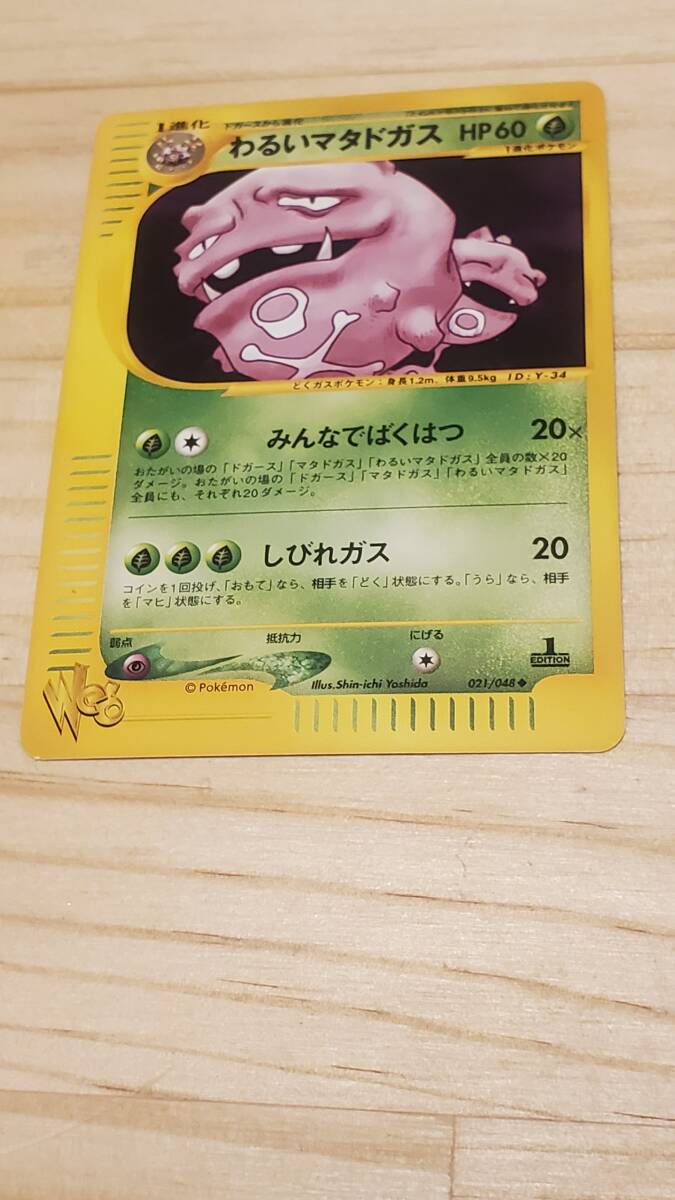 1進化 ドガースから進化
わるいマタドガス HP60
1進化ポケモン
どくガスポケモン：身長1.2m、体重9.5kg ID:Y-34
みんなでばくはつ 20×
おたがいの場の「ドガース」「マタドガス」「わるいマタドガス」全員の数×20
ダメージ。おたがいの場の「ドガース」「マタドガス」「わるいマタドガス」
全員にも、それぞれ20ダメージ。
しびれガス 20
コインを1回投げ、「おもて」なら、相手を「どく」状態にする。「うら」なら、相手
を「マヒ」状態にする。
弱点 抵抗力 にげる
1
EDITION
Web
©Pokémon Illus.Shin-ichi Yoshida 021/048◆